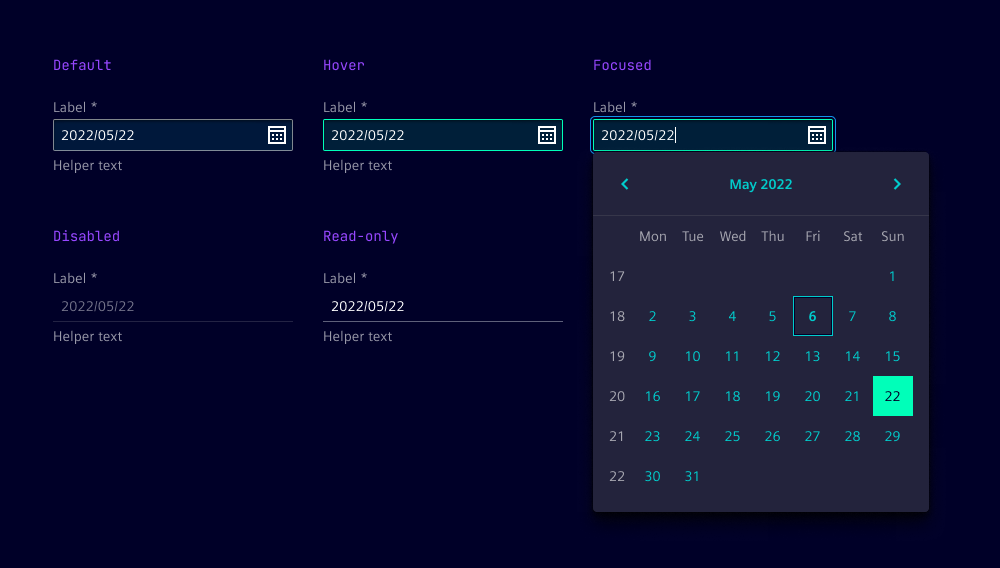 Default
Label *
2022/05/22
Helper text
Hover
Label *
2022/05/22
Helper text
Focused
Label *
2022/05/22
May 2022
Mon Tue Wed Thu Fri Sat Sun
17 1
18 2 3 4 5 6 7 8
19 9 10 11 12 13 14 15
20 16 17 18 19 20 21 22
21 23 24 25 26 27 28 29
22 30 31
Disabled
Label *
2022/05/22
Helper text
Read-only
Label *
2022/05/22
Helper text